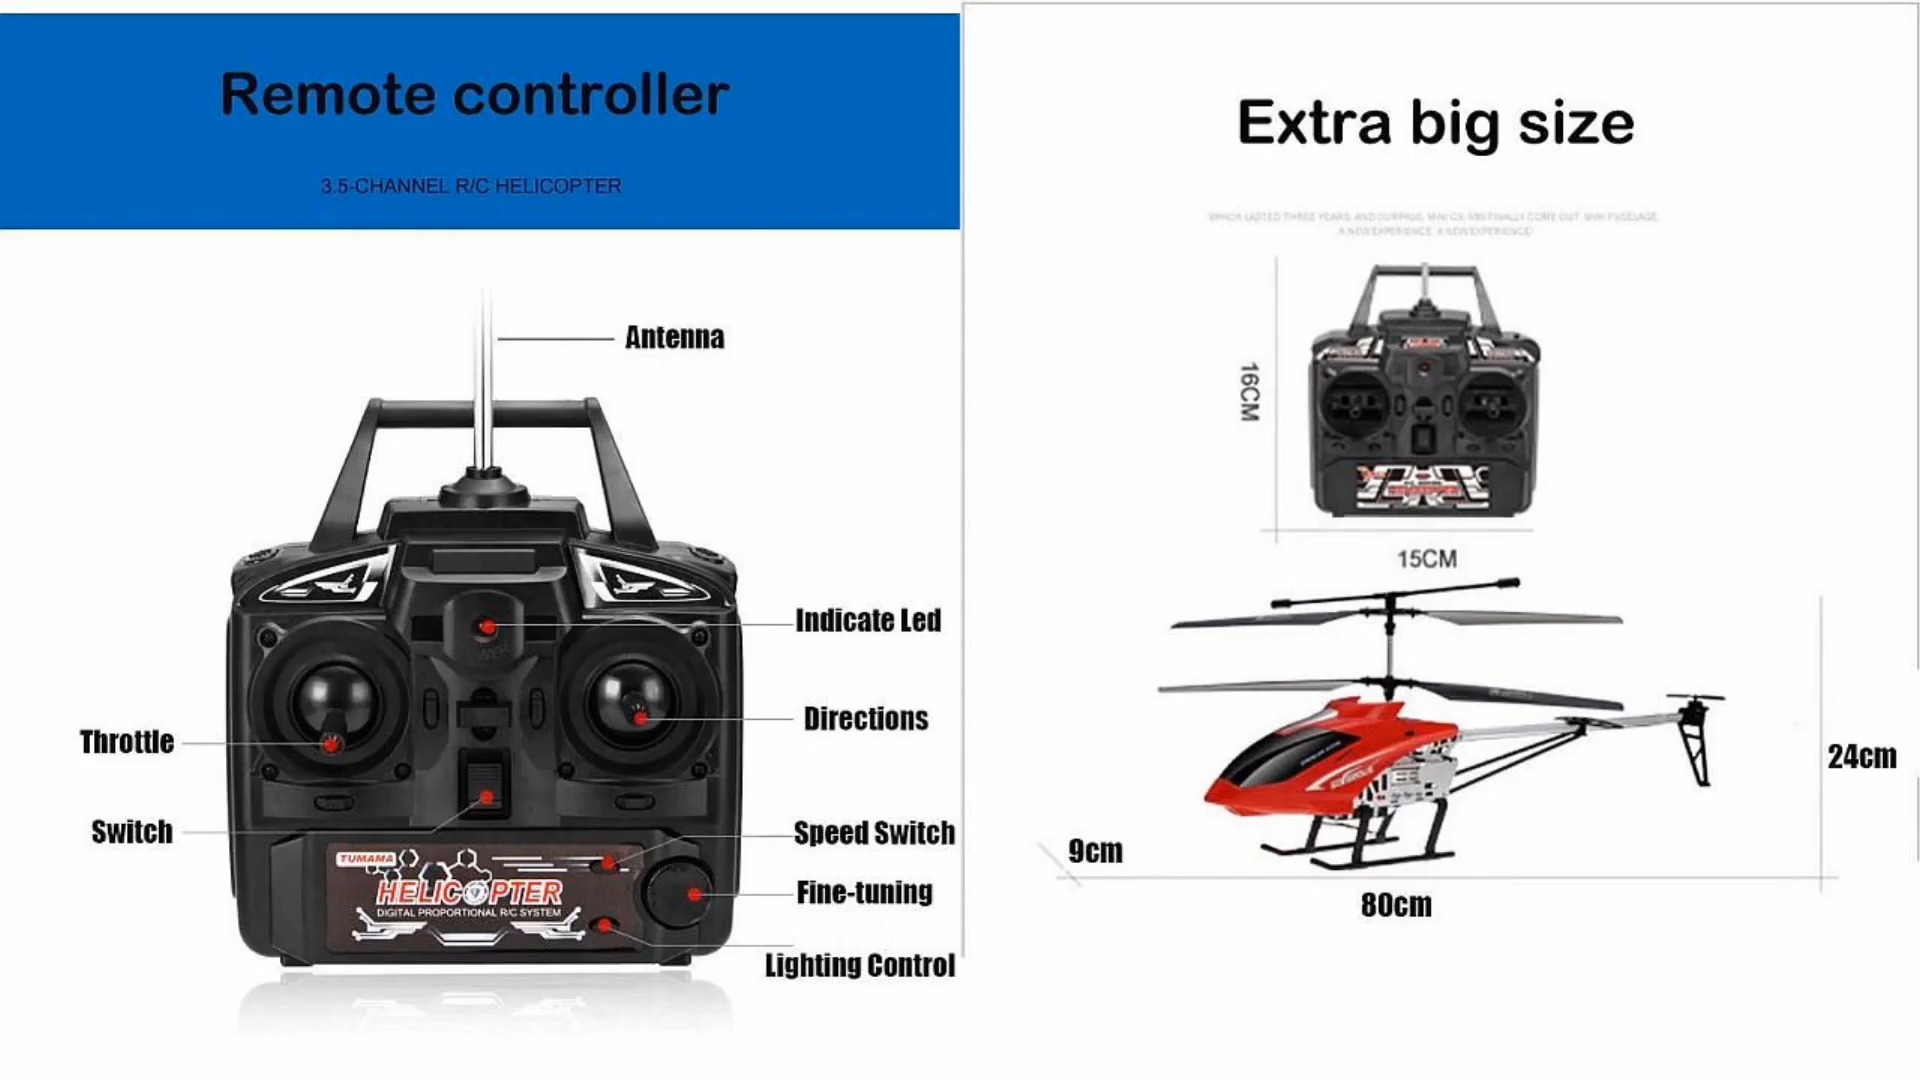 Remote controller
3.5-CHANNEL R/C HELICOPTER
Antenna
Indicate Led
Directions
Throttle
Switch
Speed Switch
Fine-tuning
Lighting Control
TUMAMA
HELICOPTER
DIGITAL PROPORTIONAL R/C SYSTEM
Extra big size
16CM
15CM
24cm
9cm
80cm